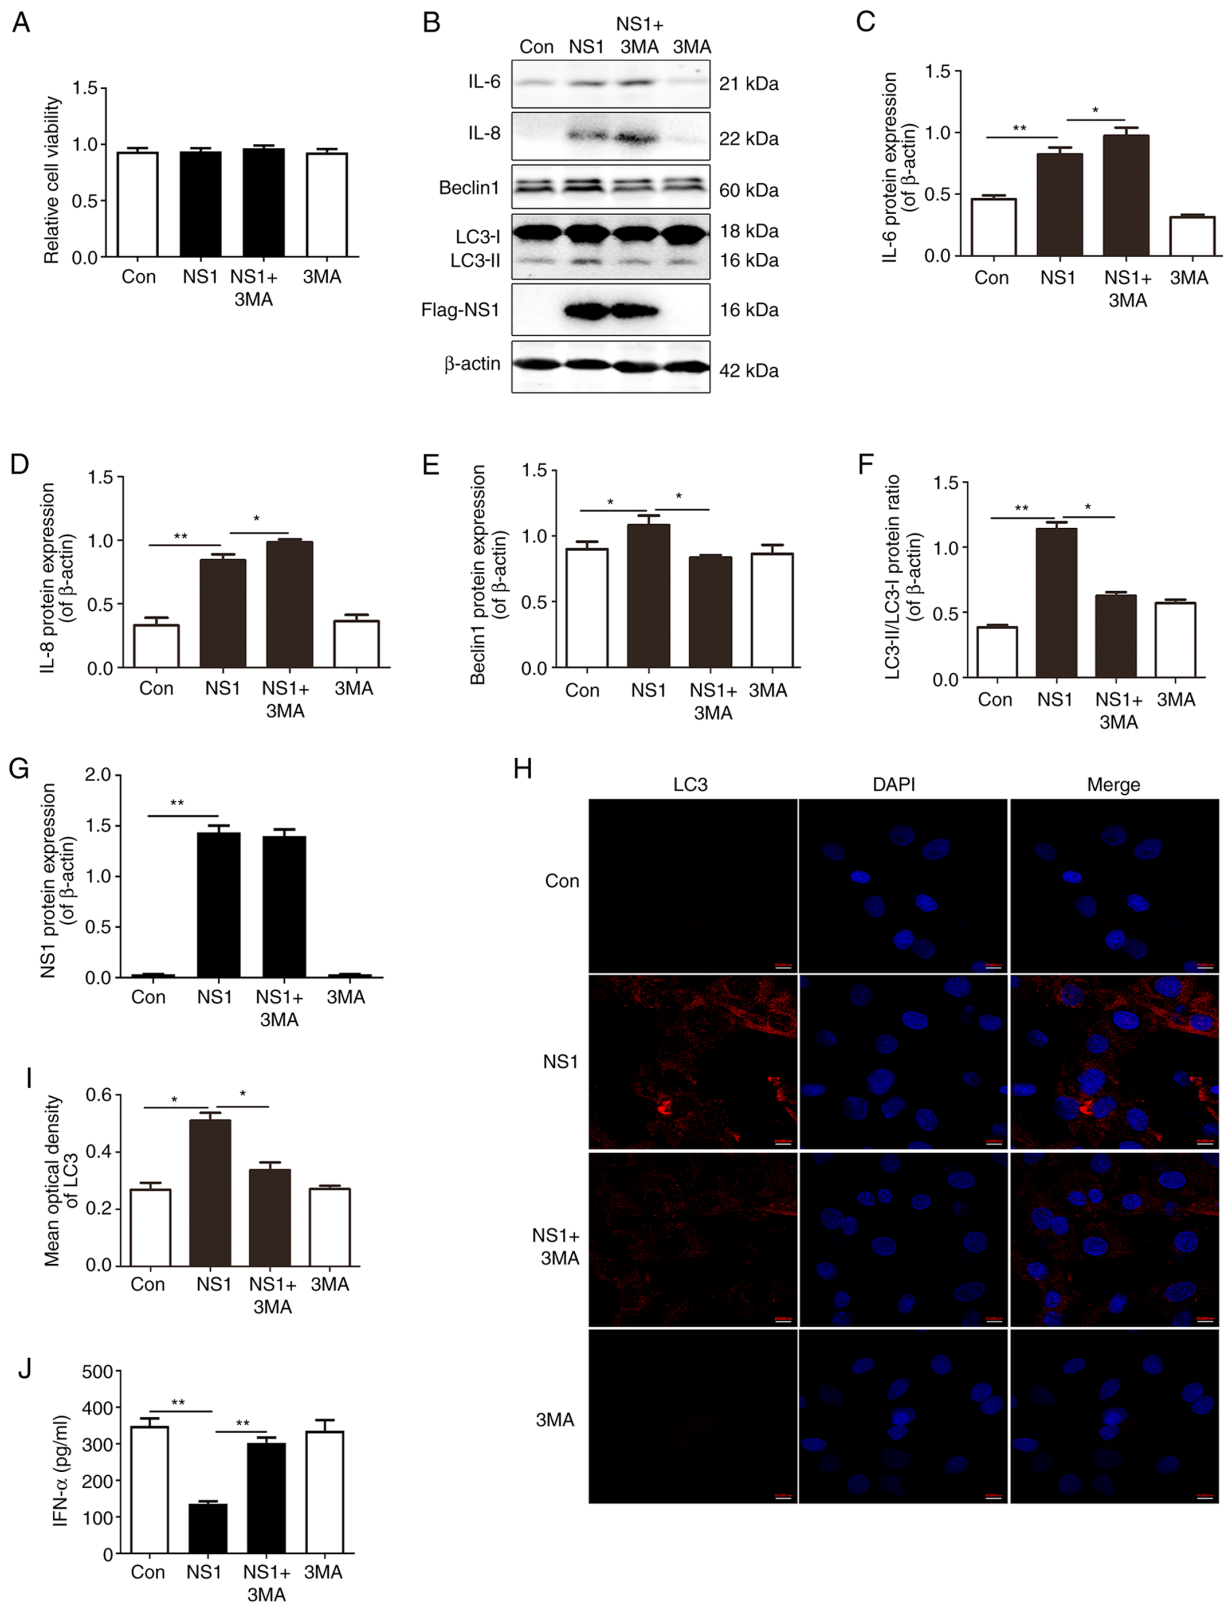 A
Relative cell viability
1.5
1.0
0.5
0.0
Con NS1 NS1+ 3MA
3MA
B
NS1+
Con NS1 3MA 3MA
IL-6 21 kDa
IL-8 22 kDa
Beclin1 60 kDa
LC3-I 18 kDa
LC3-II 16 kDa
Flag-NS1 16 kDa
β-actin 42 kDa
C
IL-6 protein expression
(of β-actin)
1.5
1.0
0.5
0.0
** *
Con NS1 NS1+ 3MA
3MA
D
IL-8 protein expression
(of β-actin)
1.5
1.0
0.5
0.0
** *
Con NS1 NS1+ 3MA
3MA
E
Beclin1 protein expression
(of β-actin)
1.5
1.0
0.5
0.0
* *
Con NS1 NS1+ 3MA
3MA
F
LC3-II/LC3-I protein ratio
(of β-actin)
1.5
1.0
0.5
0.0
** *
Con NS1 NS1+ 3MA
3MA
G
NS1 protein expression
(of β-actin)
2.0
1.5
1.0
0.5
0.0
**
Con NS1 NS1+ 3MA
3MA
H
LC3 DAPI Merge
Con
NS1
NS1+
3MA
3MA
I
Mean optical density
of LC3
0.6
0.4
0.2
0.0
* *
Con NS1 NS1+ 3MA
3MA
J
IFN-α (pg/ml)
500
400
300
200
100
0
** **
Con NS1 NS1+ 3MA
3MA